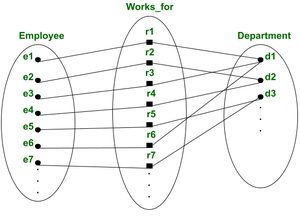 Works_for
Employee
Department
r1
r2
r3
r4
r5
r6
r7
e1
e2
e3
e4
e5
e6
e7
d1
d2
d3